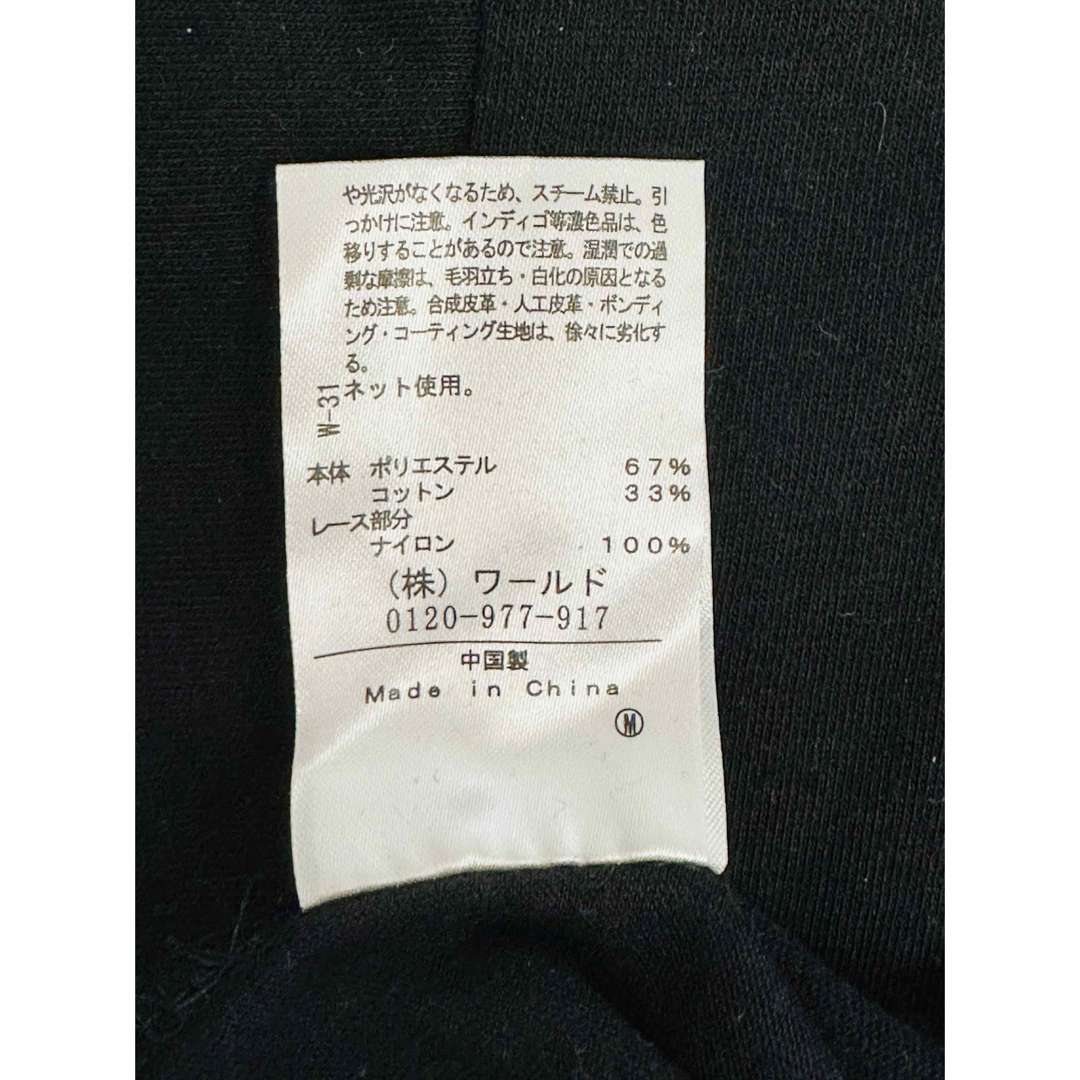 や光沢がなくなるため、スチーム禁止。引
っかけに注意。インディゴ等濃色品は、色
移りすることがあるので注意。湿潤での過
剰な摩擦は、毛羽立ち・白化の原因となる
ため注意。合成皮革・人工皮革・ボンディ
ング・コーティング生地は、徐々に劣化す
る。
ネット使用。
W-31
本体 ポリエステル 67%
コットン 33%
レース部分
ナイロン 100%
(株)ワールド
0120-977-917
中国製
Made in China
Ⓜ